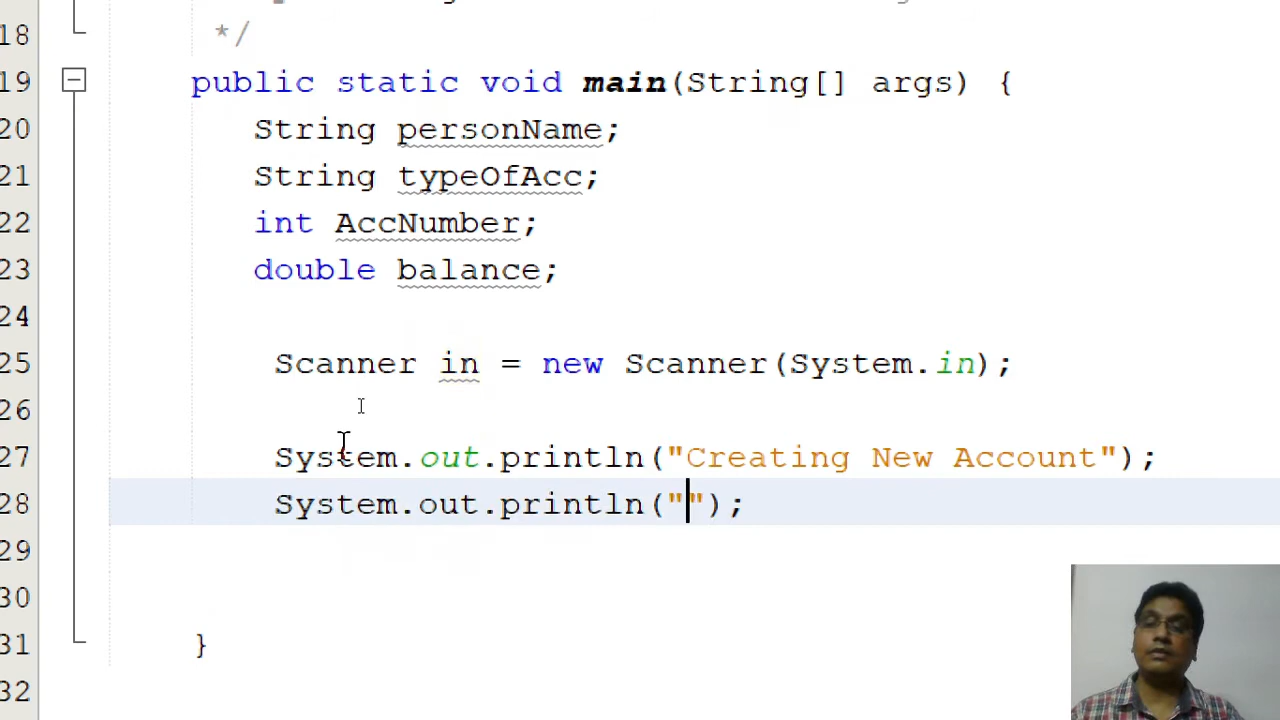 18 */
19 public static void main(String[] args) {
20 String personName;
21 String typeOfAcc;
22 int AccNumber;
23 double balance;
24
25 Scanner in = new Scanner(System.in);
26
27 System.out.println("Creating New Account");
28 System.out.println("");
29
30
31 }
32